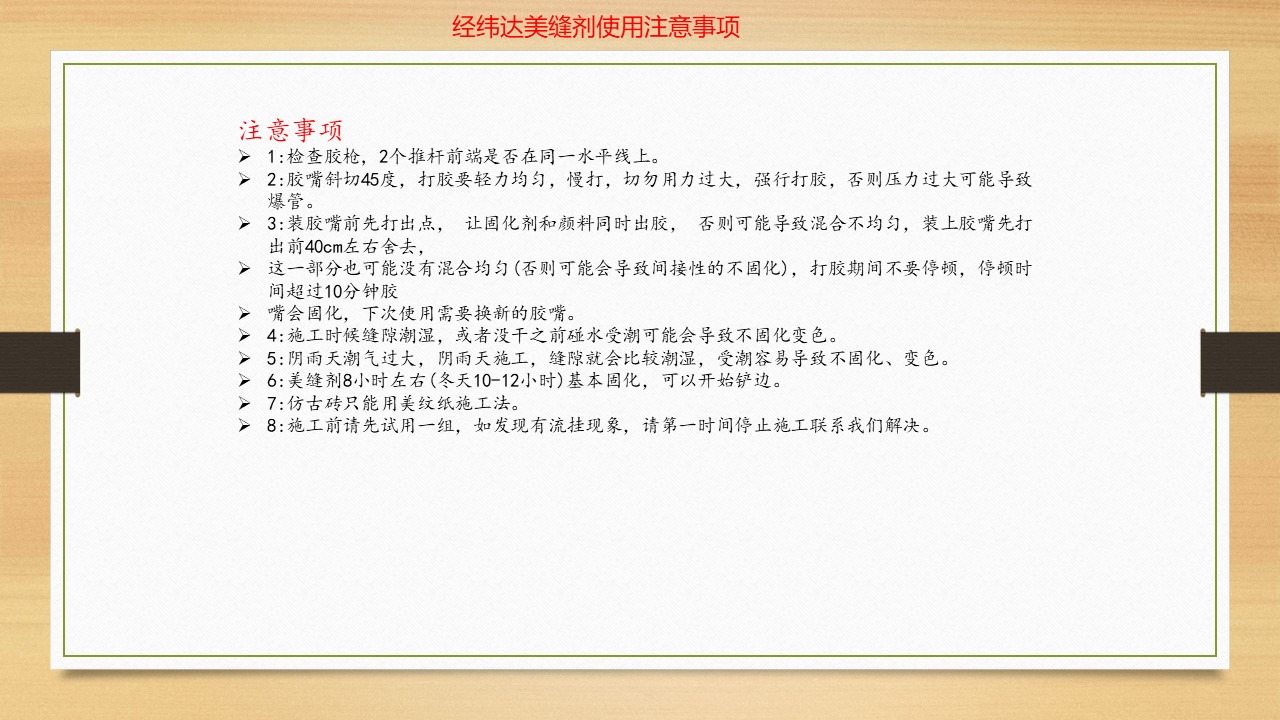 经纬达美缝剂使用注意事项
注意事项
➢ 1:检查胶枪，2个推杆前端是否在同一水平线上。
➢ 2:胶嘴斜切45度，打胶要轻力均匀，慢打，切勿用力过大，强行打胶，否则压力过大可能导致
爆管。
➢ 3:装胶嘴前先打出点， 让固化剂和颜料同时出胶， 否则可能导致混合不均匀，装上胶嘴先打
出前40cm左右舍去，
➢ 这一部分也可能没有混合均匀(否则可能会导致间接性的不固化)，打胶期间不要停顿，停顿时
间超过10分钟胶
➢ 嘴会固化，下次使用需要换新的胶嘴。
➢ 4:施工时候缝隙潮湿，或者没干之前碰水受潮可能会导致不固化变色。
➢ 5:阴雨天潮气过大，阴雨天施工，缝隙就会比较潮湿，受潮容易导致不固化、变色。
➢ 6:美缝剂8小时左右(冬天10-12小时)基本固化，可以开始铲边。
➢ 7:仿古砖只能用美纹纸施工法。
➢ 8:施工前请先试用一组，如发现有流挂现象，请第一时间停止施工联系我们解决。